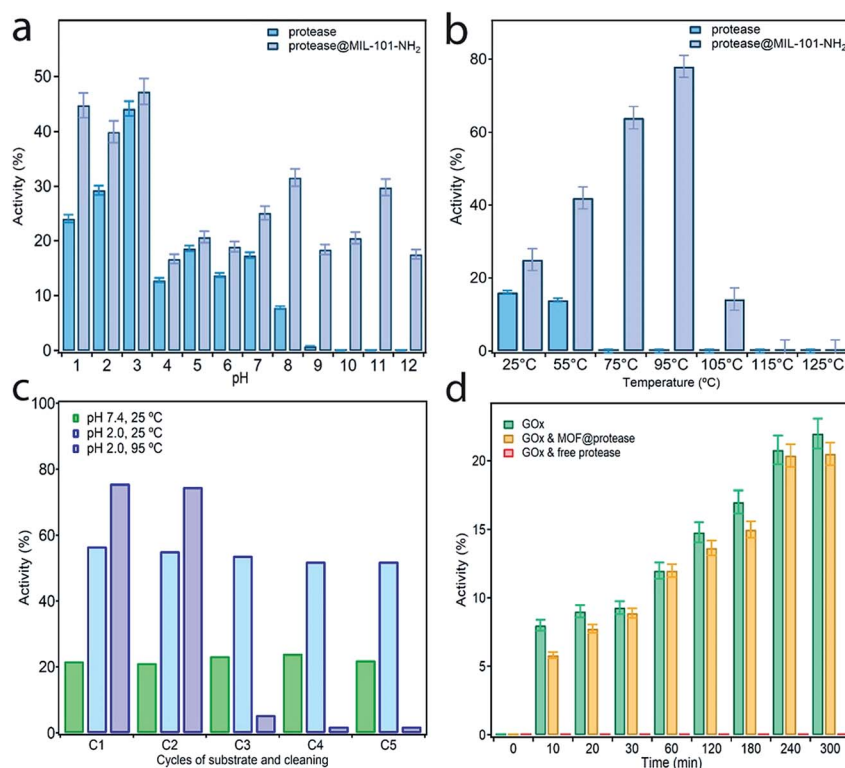 a
protease
protease@MIL-101-NH₂
Activity (%)
50
40
30
20
10
0
1 2 3 4 5 6 7 8 9 10 11 12
pH
b
protease
protease@MIL-101-NH₂
Activity (%)
80
60
40
20
0
25°C 55°C 75°C 95°C 105°C 115°C 125°C
Temperature (ºC)
c
pH 7.4, 25 ºC
pH 2.0, 25 ºC
pH 2.0, 95 ºC
Activity (%)
100
80
60
40
20
0
C1 C2 C3 C4 C5
Cycles of substrate and cleaning
d
GOx
GOx & MOF@protease
GOx & free protease
Activity (%)
20
15
10
5
0
0 10 20 30 60 120 180 240 300
Time (min)